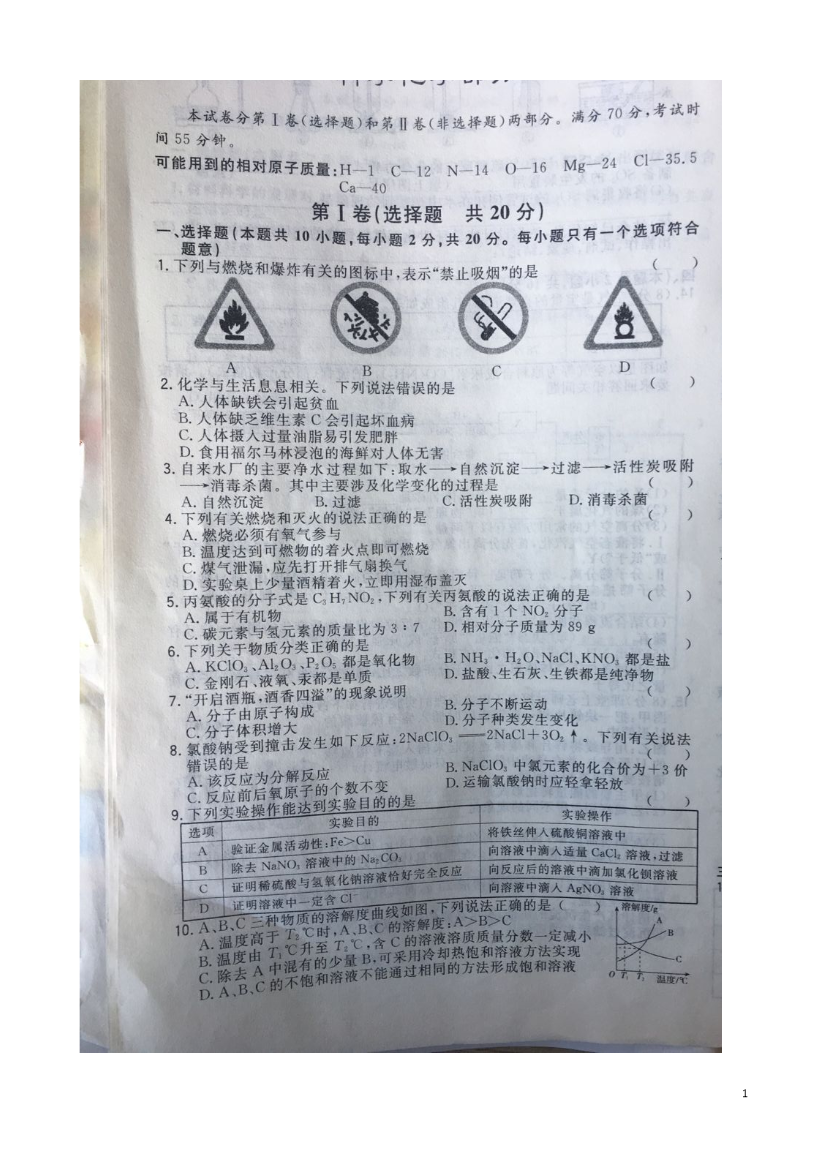 本试卷分第Ⅰ卷(选择题)和第Ⅱ卷(非选择题)两部分。满分70分,考试时
间55分钟。
可能用到的相对原子质量:H—1 C—12 N—14 O—16 Mg—24 Cl—35.5
Ca—40
第Ⅰ卷(选择题 共20分)
一、选择题(本题共10小题,每小题2分,共20分。每小题只有一个选项符合
题意)
1.下列与燃烧和爆炸有关的图标中,表示“禁止吸烟”的是 ( )
A B C D
2.化学与生活息息相关。下列说法错误的是 ( )
A.人体缺铁会引起贫血
B.人体缺乏维生素C会引起坏血病
C.人体摄入过量油脂易引发肥胖
D.食用福尔马林浸泡的海鲜对人体无害
3.自来水厂的主要净水过程如下:取水→自然沉淀→过滤→活性炭吸附
→消毒杀菌。其中主要涉及化学变化的过程是 ( )
A.自然沉淀 B.过滤 C.活性炭吸附 D.消毒杀菌
4.下列有关燃烧和灭火的说法正确的是 ( )
A.燃烧必须有氧气参与
B.温度达到可燃物的着火点即可燃烧
C.煤气泄漏,应先打开排气扇换气
D.实验桌上少量酒精着火,立即用湿布盖灭
5.丙氨酸的分子式是C₃H₇NO₂,下列有关丙氨酸的说法正确的是 ( )
A.属于有机物 B.含有1个NO₂分子
C.碳元素与氢元素的质量比为3∶7 D.相对分子质量为89 g
6.下列关于物质分类正确的是 ( )
A.KClO₃、Al₂O₃、P₂O₅都是氧化物 B.NH₃·H₂O、NaCl、KNO₃都是盐
C.金刚石、液氧、汞都是单质 D.盐酸、生石灰、生铁都是纯净物
7.“开启酒瓶,酒香四溢”的现象说明 ( )
A.分子由原子构成 B.分子不断运动
C.分子体积增大 D.分子种类发生变化
8.氯酸钠受到撞击发生如下反应:2NaClO₃══2NaCl+3O₂↑。下列有关说法
错误的是 ( )
A.该反应为分解反应 B.NaClO₃中氯元素的化合价为+3价
C.反应前后氧原子的个数不变 D.运输氯酸钠时应轻拿轻放
9.下列实验操作能达到实验目的的是 ( )
选项 实验目的 实验操作
A 验证金属活动性:Fe>Cu 将铁丝伸入硫酸铜溶液中
B 除去NaNO₃溶液中的Na₂CO₃ 向溶液中滴入适量CaCl₂溶液,过滤
C 证明稀硫酸与氢氧化钠溶液恰好完全反应 向反应后的溶液中滴加氯化钡溶液
D 证明溶液中一定含Cl⁻ 向溶液中滴入AgNO₃溶液
10.A、B、C三种物质的溶解度曲线如图,下列说法正确的是( )
A.温度高于T₂℃时,A、B、C的溶解度:A>B>C
B.温度由T₁℃升至T₂℃,含C的溶液溶质质量分数一定减小
C.除去A中混有的少量B,可采用冷却热饱和溶液方法实现
D.A、B、C的不饱和溶液不能通过相同的方法形成饱和溶液
溶解度/g
A
B
C
0 T₁ T₂ 温度/℃
1